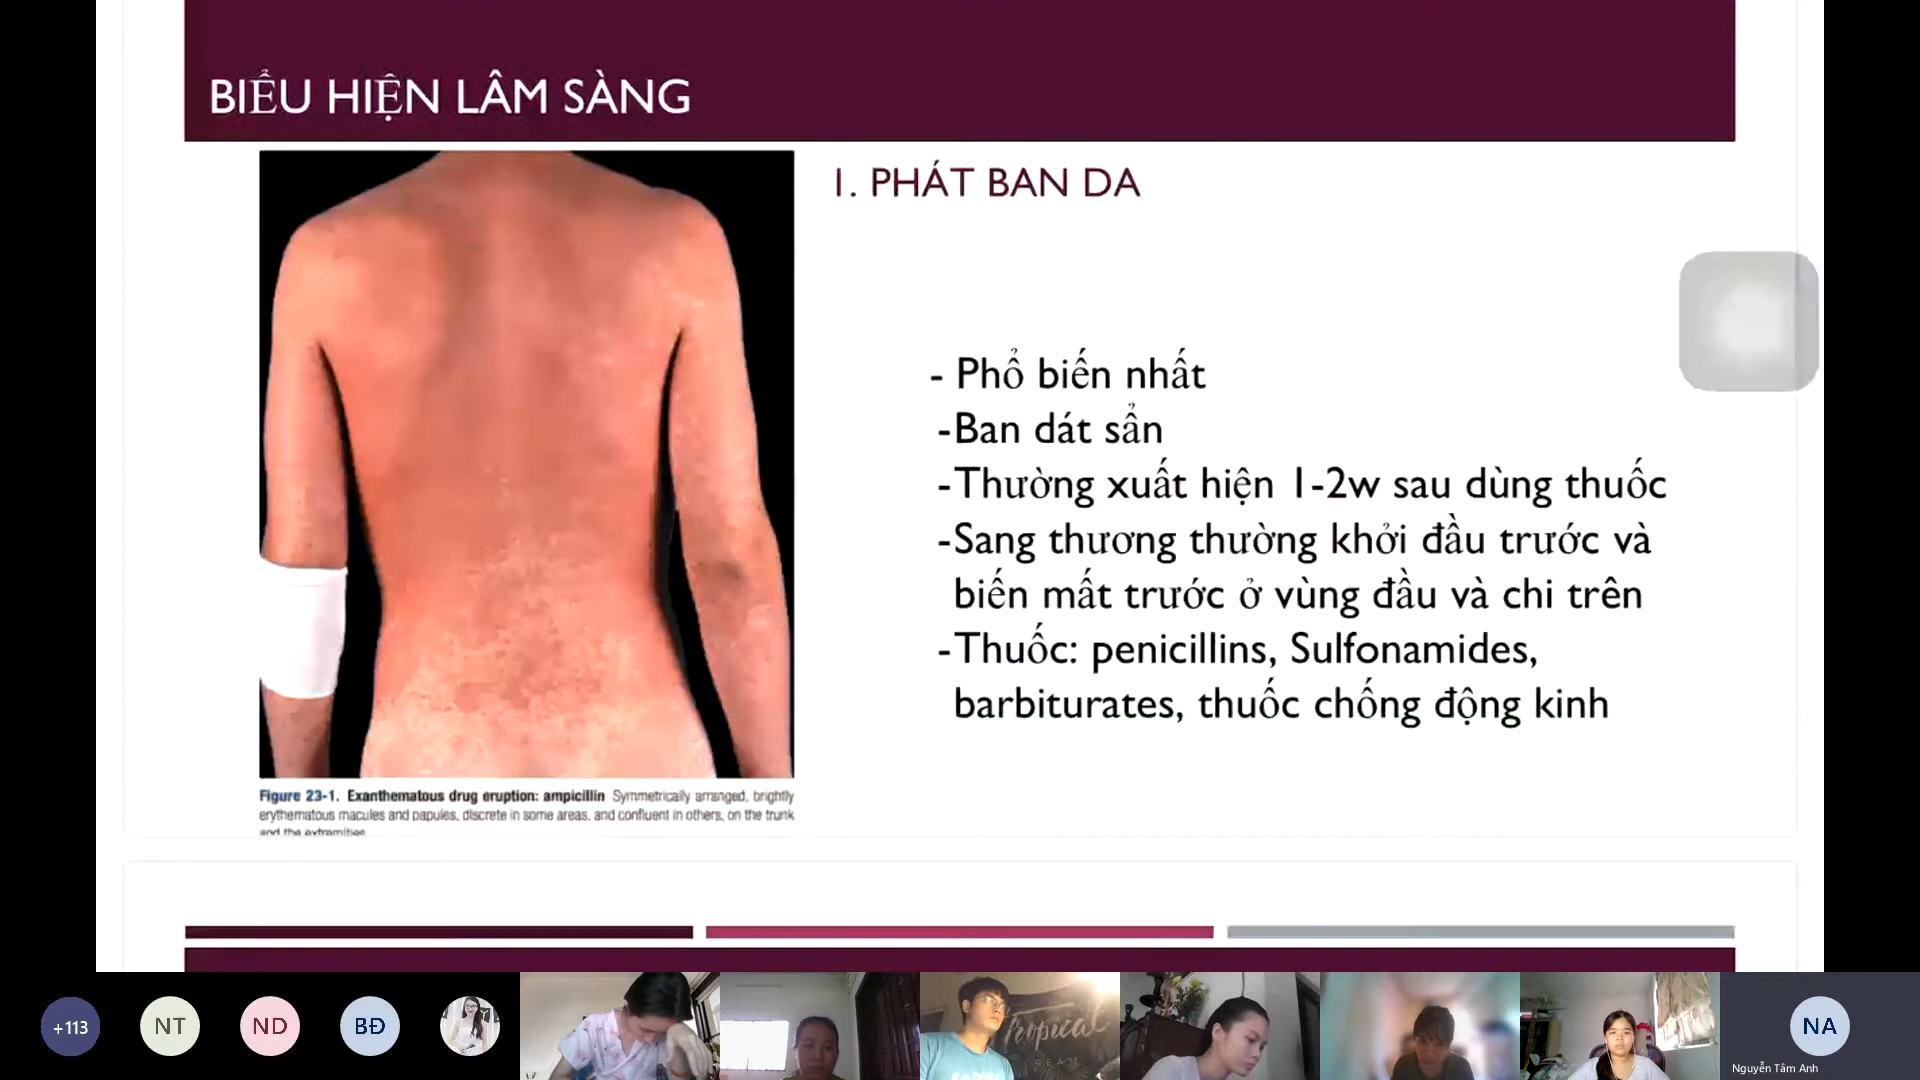 BIỂU HIỆN LÂM SÀNG
1. PHÁT BAN DA
- Phổ biến nhất
-Ban dát sẩn
-Thường xuất hiện 1-2w sau dùng thuốc
-Sang thương thường khởi đầu trước và
biến mất trước ở vùng đầu và chi trên
-Thuốc: penicillins, Sulfonamides,
barbiturates, thuốc chống động kinh
Figure 23-1. Exanthematous drug eruption: ampicillin Symmetrically arranged, brightly
erythematous macules and papules, discrete in some areas, and confluent in others, on the trunk
and the extremities
+113
NT
ND
BĐ
Tropical
CREAM
NA
Nguyễn Tâm Anh